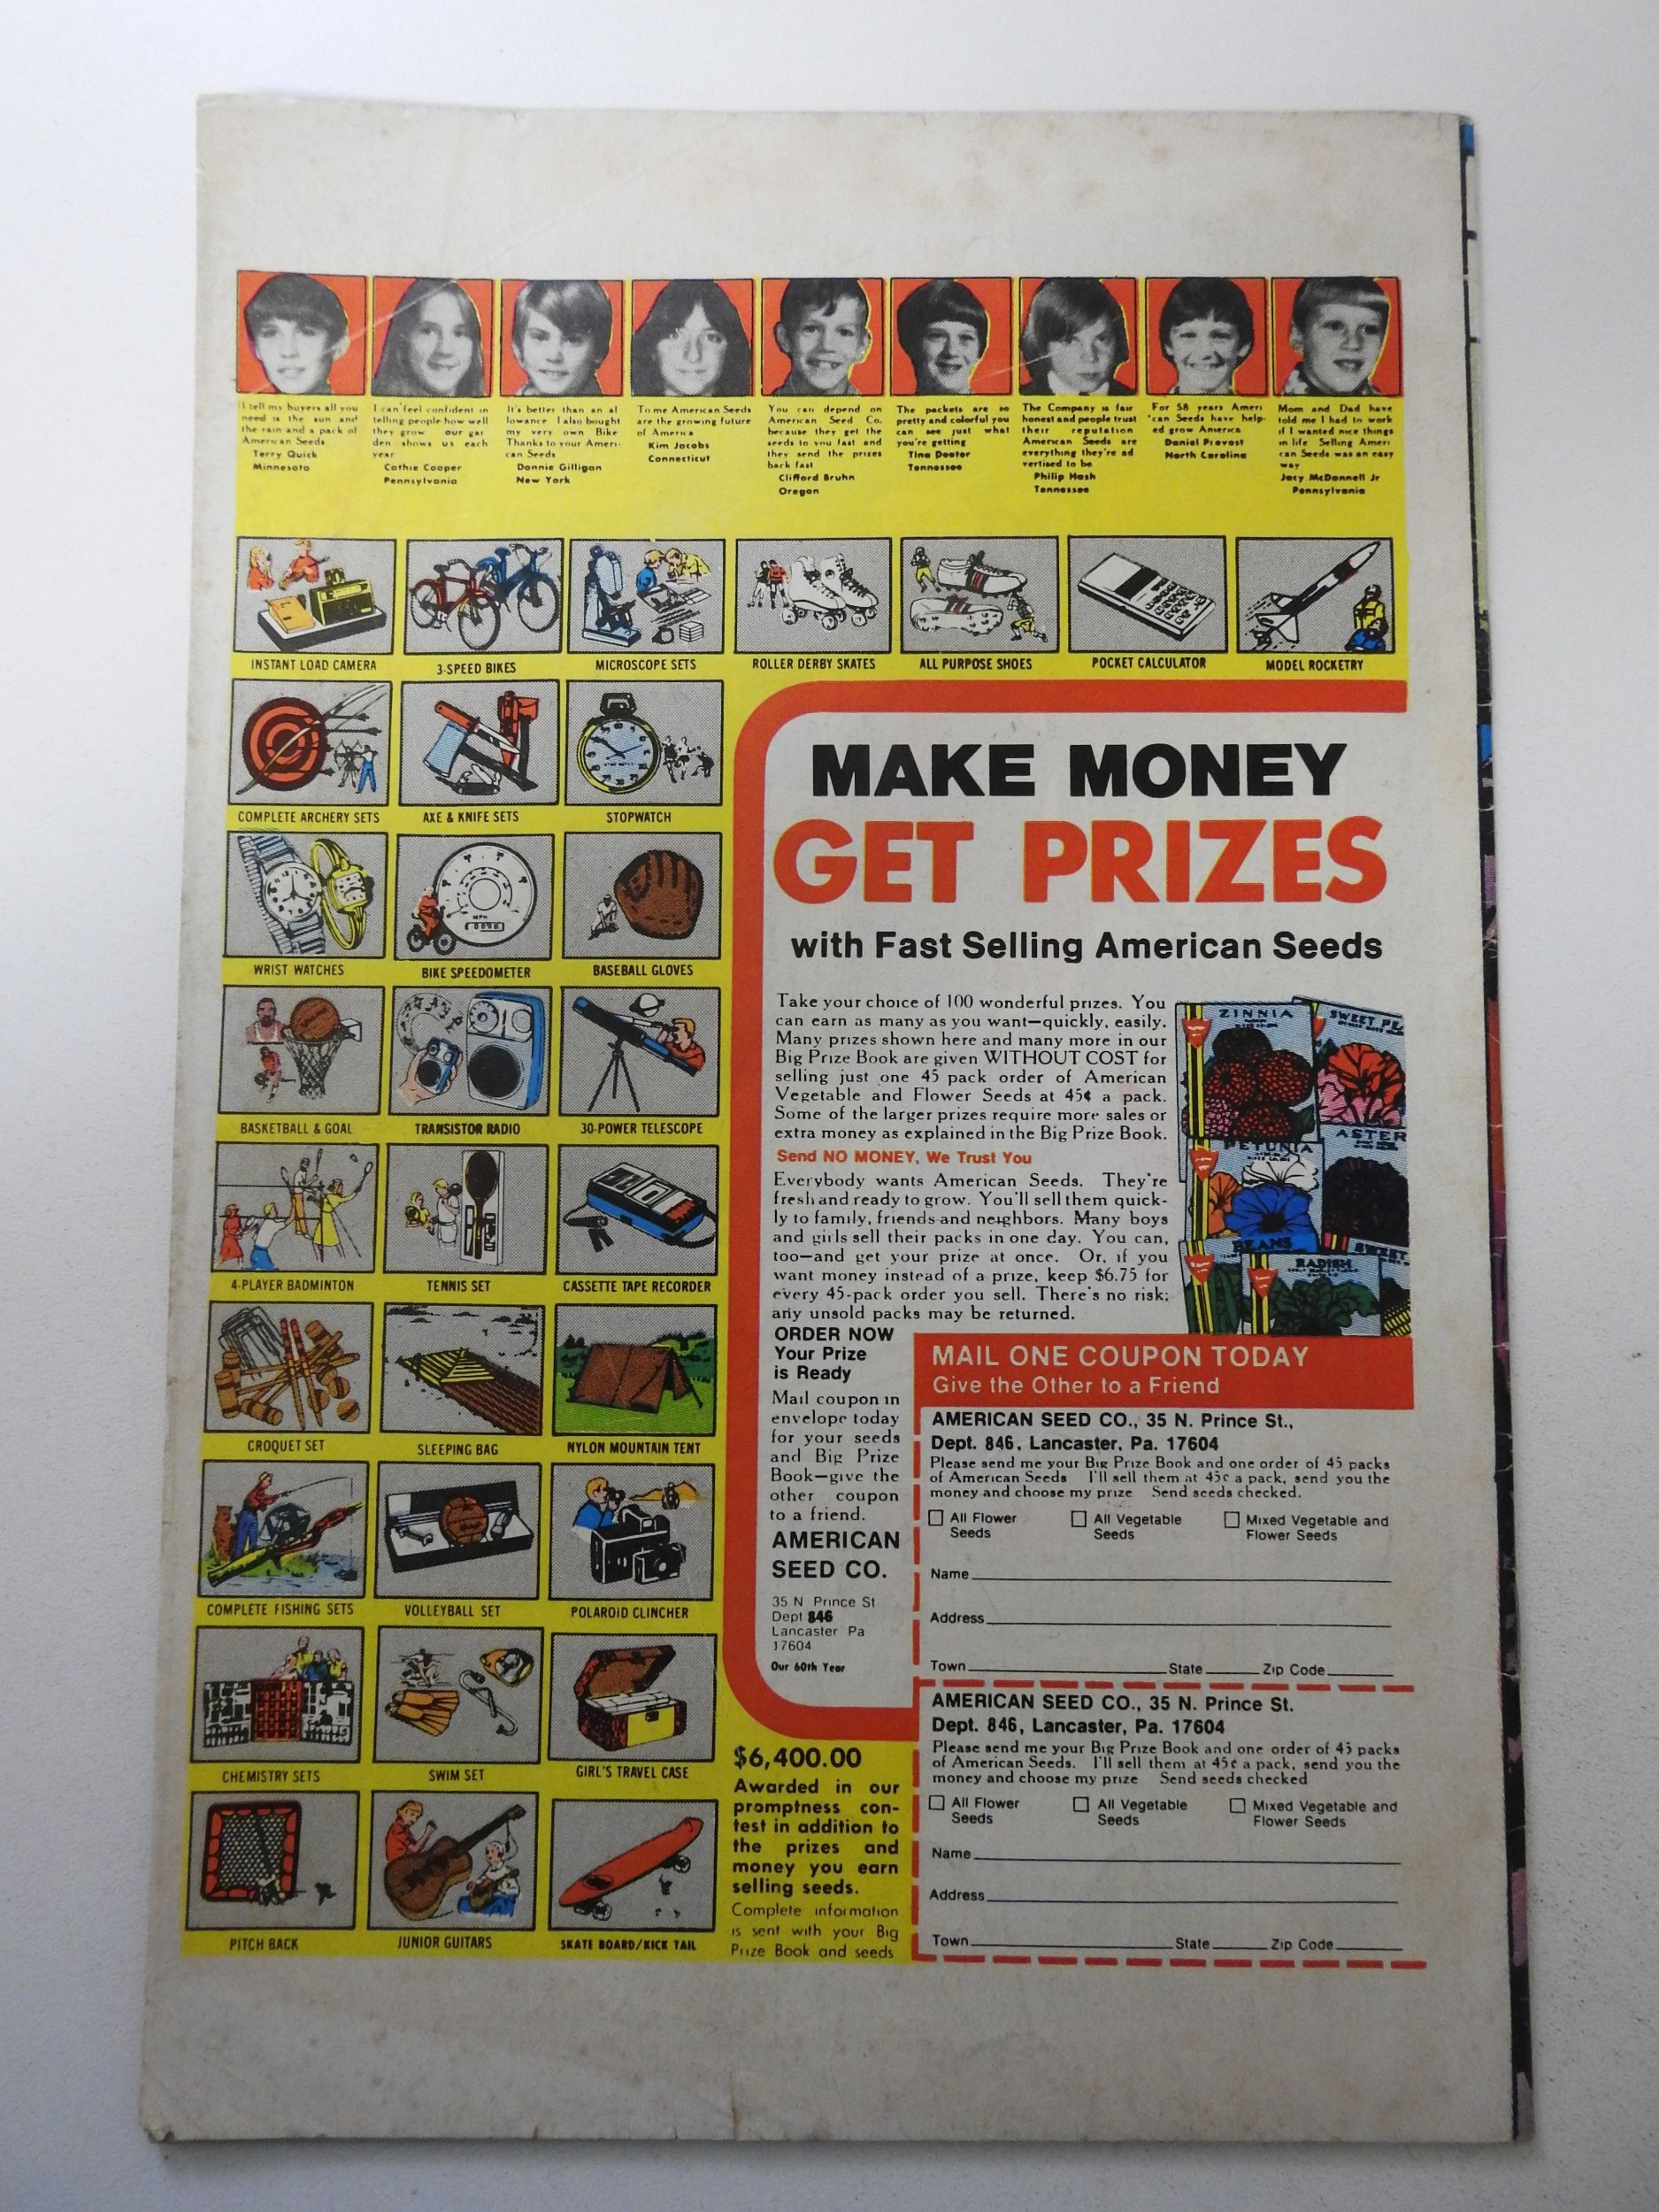 I tell my buyers all you
need is the sun and
the rain and a pack of
American Seeds
Terry Quick
Minnesota
I can feel confident in
telling people how well
they grow our gar
den shows us each
year
Cathie Cooper
Pennsylvania
It's better than an al
lowance I also bought
my very own Bike
Thanks to your Ameri-
can Seeds
Donnie Gilligan
New York
To me American Seeds
are the growing future
of America
Kim Jacobs
Connecticut
You can depend on
American Seed Co.
because they get the
seeds to you fast and
they send the prizes
back fast
Clifford Bruhn
Oregon
The packets are so
pretty and colorful you
can see just what
you're getting
Tina Deeter
Tennessee
The Company is fair
honest and people trust
their reputation
American Seeds are
everything they're ad
vertised to be
Philip Hash
Tennessee
For 58 years Ameri
can Seeds have help-
ed grow America
Daniel Provost
North Carolina
Mom and Dad have
told me I had to work
if I wanted nice things
in life Selling Ameri
can Seeds was an easy
way
Jacy McDannell Jr
Pennsylvania
INSTANT LOAD CAMERA
3-SPEED BIKES
MICROSCOPE SETS
ROLLER DERBY SKATES
ALL PURPOSE SHOES
POCKET CALCULATOR
MODEL ROCKETRY
COMPLETE ARCHERY SETS
AXE & KNIFE SETS
STOPWATCH
WRIST WATCHES
MPH
BIKE SPEEDOMETER
BASEBALL GLOVES
BASKETBALL & GOAL
TRANSISTOR RADIO
30-POWER TELESCOPE
4-PLAYER BADMINTON
TENNIS SET
CASSETTE TAPE RECORDER
CROQUET SET
SLEEPING BAG
NYLON MOUNTAIN TENT
COMPLETE FISHING SETS
VOLLEYBALL SET
POLAROID CLINCHER
CHEMISTRY SETS
SWIM SET
GIRL'S TRAVEL CASE
PITCH BACK
JUNIOR GUITARS
SKATE BOARD/KICK TAIL
MAKE MONEY
GET PRIZES
with Fast Selling American Seeds
Take your choice of 100 wonderful prizes. You
can earn as many as you want—quickly, easily.
Many prizes shown here and many more in our
Big Prize Book are given WITHOUT COST for
selling just one 45 pack order of American
Vegetable and Flower Seeds at 45¢ a pack.
Some of the larger prizes require more sales or
extra money as explained in the Big Prize Book.
Send NO MONEY, We Trust You
Everybody wants American Seeds. They're
fresh and ready to grow. You'll sell them quick-
ly to family, friends and neighbors. Many boys
and girls sell their packs in one day. You can,
too—and get your prize at once. Or, if you
want money instead of a prize, keep $6.75 for
every 45-pack order you sell. There's no risk;
any unsold packs may be returned.
ZINNIA
SWEET PE
PETUNIA
ASTER
BEANS
RADISH
SWEET
ORDER NOW
Your Prize
is Ready
Mail coupon in
envelope today
for your seeds
and Big Prize
Book—give the
other coupon
to a friend.
AMERICAN
SEED CO.
35 N Prince St
Dept 846
Lancaster Pa
17604
Our 60th Year
$6,400.00
Awarded in our
promptness con-
test in addition to
the prizes and
money you earn
selling seeds.
Complete information
is sent with your Big
Prize Book and seeds
MAIL ONE COUPON TODAY
Give the Other to a Friend
AMERICAN SEED CO., 35 N. Prince St.,
Dept. 846, Lancaster, Pa. 17604
Please send me your Big Prize Book and one order of 45 packs
of American Seeds I'll sell them at 45¢ a pack, send you the
money and choose my prize Send seeds checked.
All Flower All Vegetable Mixed Vegetable and
Seeds Seeds Flower Seeds
Name
Address
Town State Zip Code
AMERICAN SEED CO., 35 N. Prince St.
Dept. 846, Lancaster, Pa. 17604
Please send me your Big Prize Book and one order of 45 packs
of American Seeds. I'll sell them at 45¢ a pack, send you the
money and choose my prize Send seeds checked
All Flower All Vegetable Mixed Vegetable and
Seeds Seeds Flower Seeds
Name
Address
Town State Zip Code